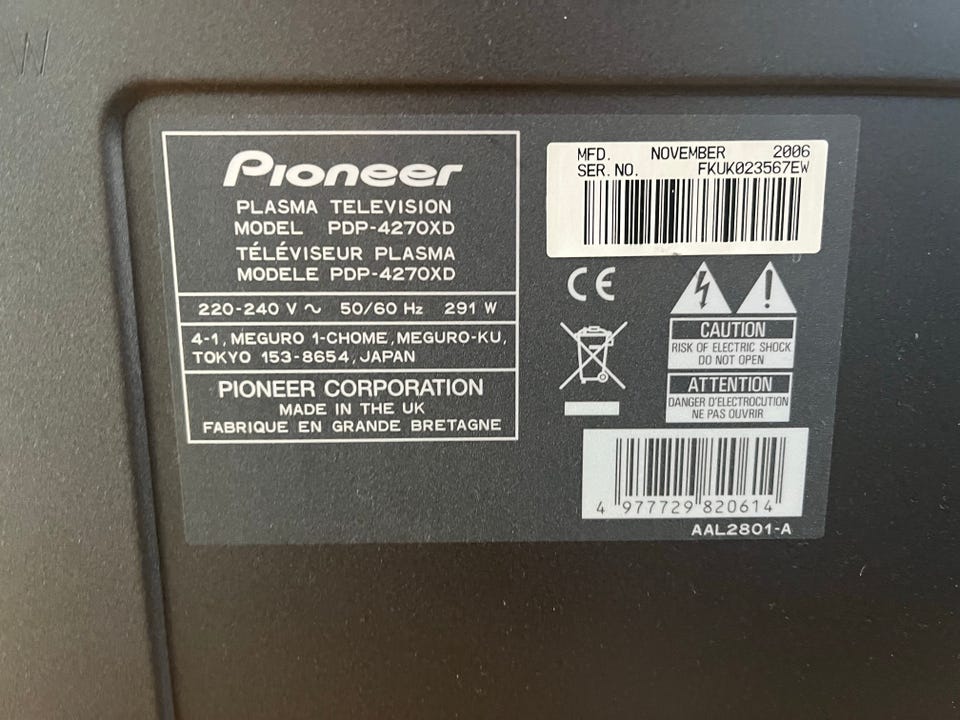 W
Pioneer
PLASMA TELEVISION
MODEL PDP-4270XD
TÉLÉVISEUR PLASMA
MODELE PDP-4270XD
220-240 V ~ 50/60 Hz 291 W
4-1, MEGURO 1-CHOME, MEGURO-KU,
TOKYO 153-8654, JAPAN
PIONEER CORPORATION
MADE IN THE UK
FABRIQUE EN GRANDE BRETAGNE
MFD. NOVEMBER 2006
SER. NO. FKUK023567EW
CE
CAUTION
RISK OF ELECTRIC SHOCK
DO NOT OPEN
ATTENTION
DANGER D'ELECTROCUTION
NE PAS OUVRIR
4 977729 820614
AAL2801-A